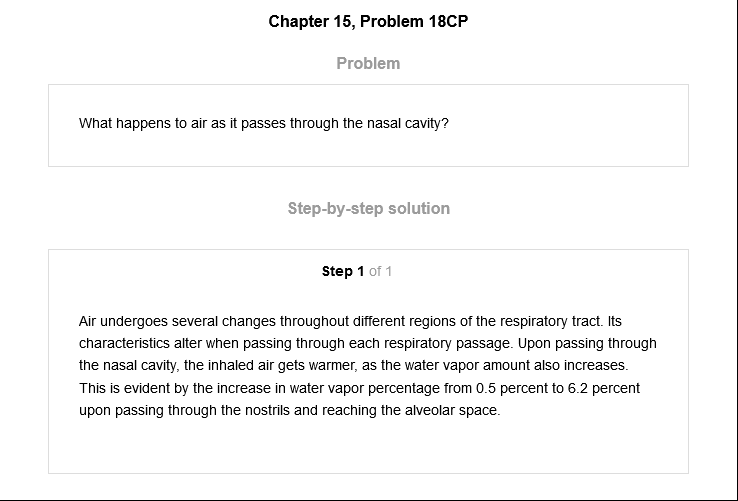 Chapter 15, Problem 18CP
Problem
What happens to air as it passes through the nasal cavity?
Step-by-step solution
Step 1 of 1
Air undergoes several changes throughout different regions of the respiratory tract. Its
characteristics alter when passing through each respiratory passage. Upon passing through
the nasal cavity, the inhaled air gets warmer, as the water vapor amount also increases.
This is evident by the increase in water vapor percentage from 0.5 percent to 6.2 percent
upon passing through the nostrils and reaching the alveolar space.